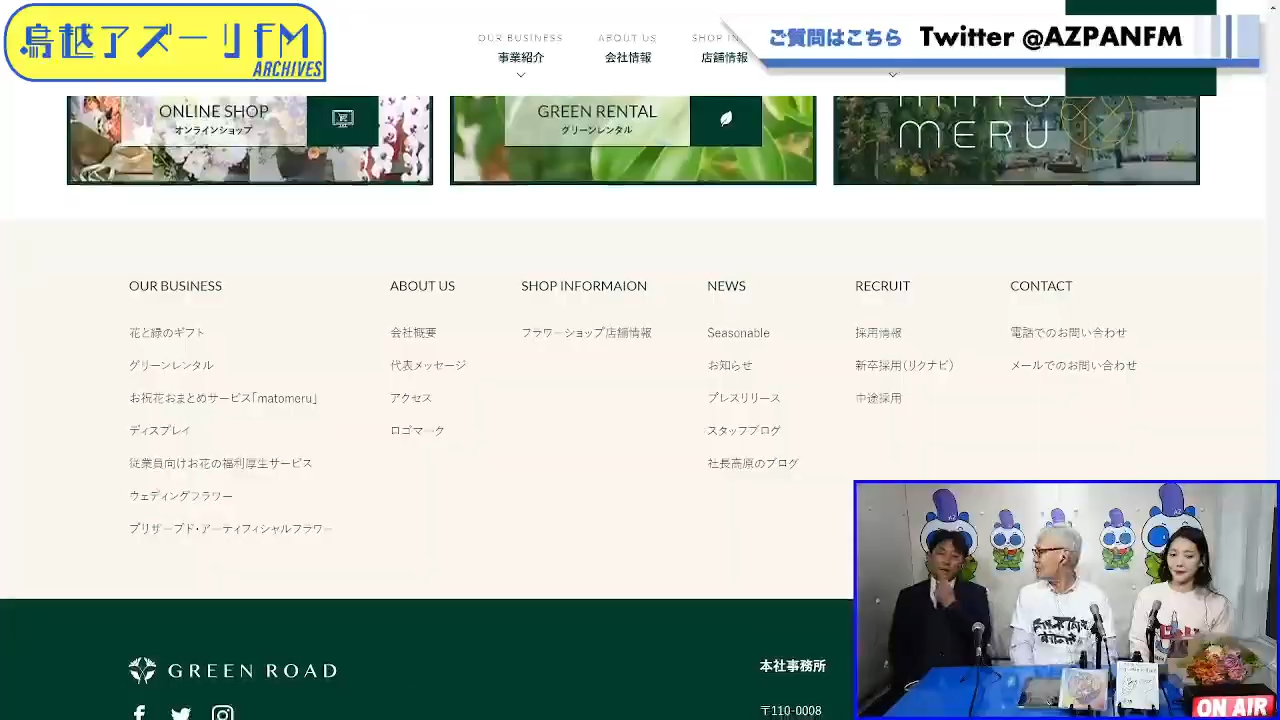 鳥越アズーリFM
ARCHIVES
OUR BUSINESS
事業紹介
ABOUT US
会社情報
SHOP IN
店舗情報
ご質問はこちら Twitter @AZPANFM
ONLINE SHOP
オンラインショップ
GREEN RENTAL
グリーンレンタル
MERU
OUR BUSINESS
花と緑のギフト
グリーンレンタル
お祝花おまとめサービス「matomeru」
ディスプレイ
従業員向けお花の福利厚生サービス
ウェディングフラワー
プリザーブド・アーティフィシャルフラワー
ABOUT US
会社概要
代表メッセージ
アクセス
ロゴマーク
SHOP INFORMAION
フラワーショップ店舗情報
NEWS
Seasonable
お知らせ
プレスリリース
スタッフブログ
社長高原のブログ
RECRUIT
採用情報
新卒採用（リクナビ）
中途採用
CONTACT
電話でのお問い合わせ
メールでのお問い合わせ
GREEN ROAD
本社事務所
〒110-0008
ON AIR